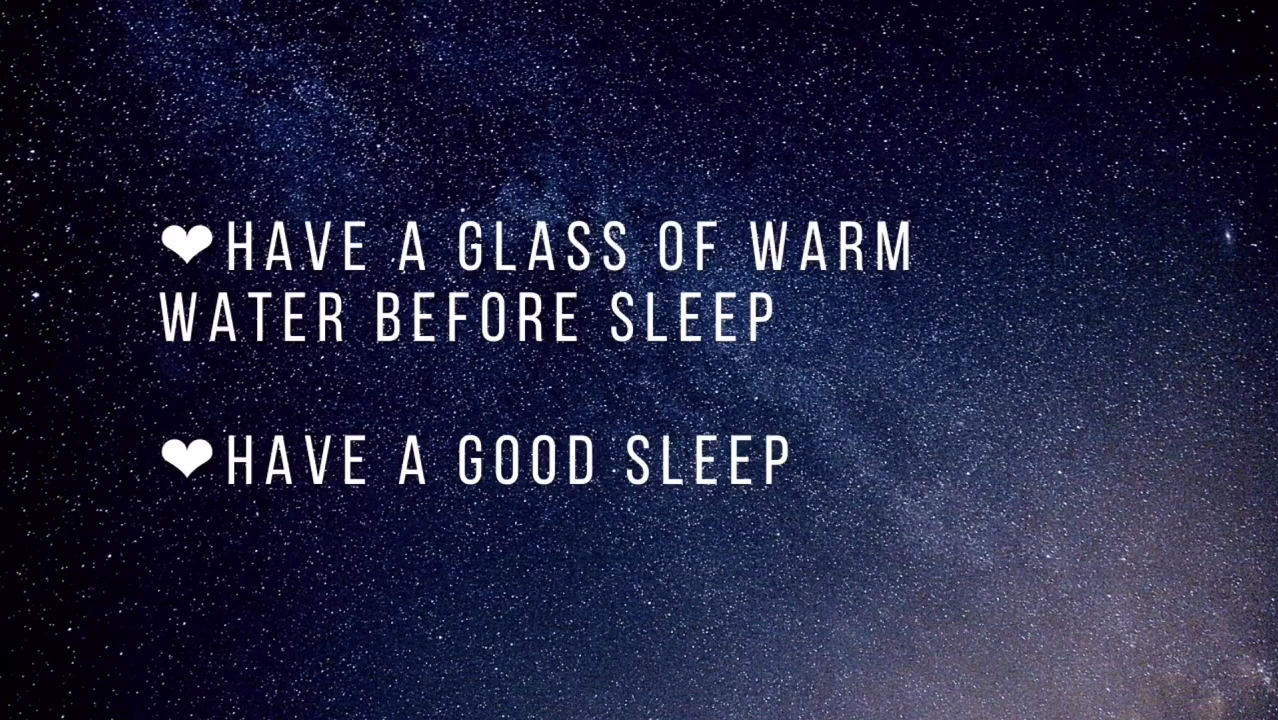 ❤HAVE A GLASS OF WARM
WATER BEFORE SLEEP
❤HAVE A GOOD SLEEP